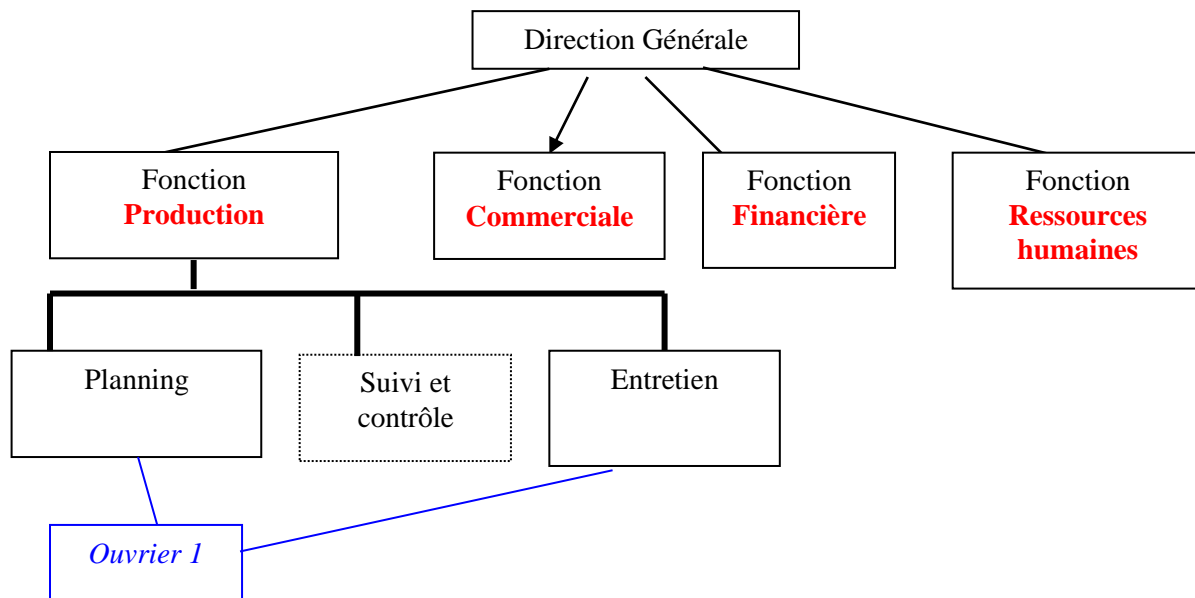 Direction Générale
Fonction
Production
Fonction
Commerciale
Fonction
Financière
Fonction
Ressources
humaines
Planning
Suivi et
contrôle
Entretien
Ouvrier 1